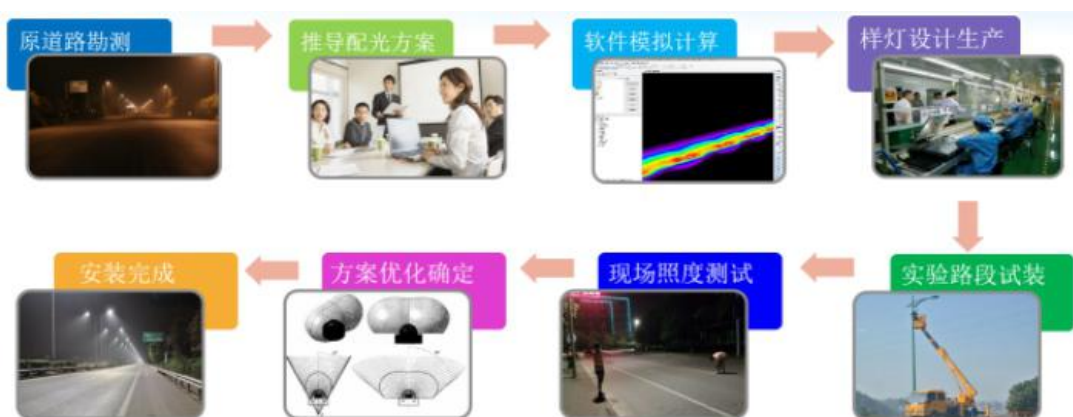 原道路勘测
推导配光方案
软件模拟计算
样灯设计生产
实验路段试装
现场照度测试
方案优化确定
安装完成